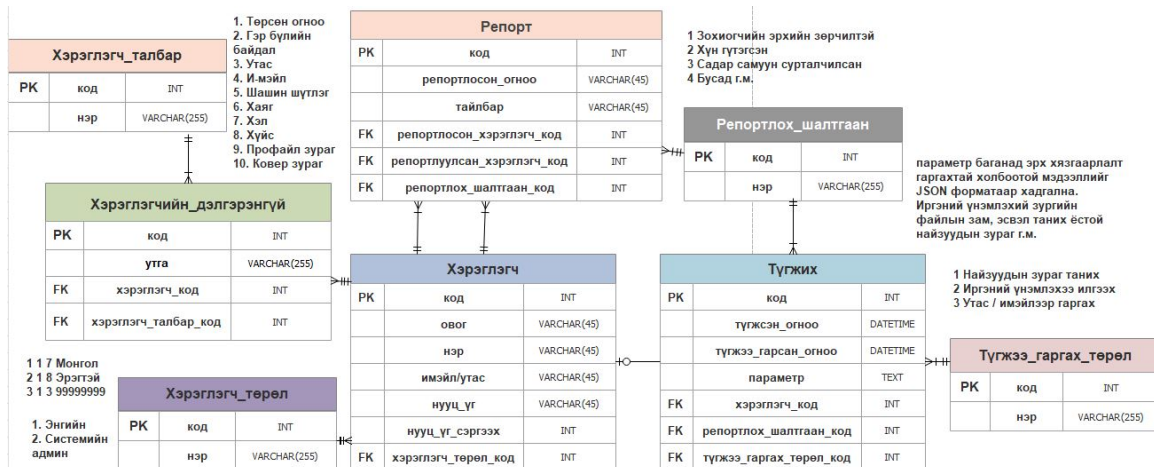 Хэрэглэгч_талбар
PK код INT
нэр VARCHAR(255)
1. Төрсөн огноо
2. Гэр бүлийн
байдал
3. Утас
4. И-мэйл
5. Шашин шүтлэг
6. Хаяг
7. Хэл
8. Хүйс
9. Профайл зураг
10. Ковер зураг
Репорт
PK код INT
репортлосон_огноо VARCHAR(45)
тайлбар VARCHAR(45)
FK репортлосон_хэрэглэгч_код INT
FK репортлуулсан_хэрэглэгч_код INT
FK репортлох_шалтгаан_код INT
1 Зохиогчийн эрхийн зөрчилтэй
2 Хүн гүтэгсэн
3 Садар самуун сурталчилсан
4 Бусад г.м.
Репортлох_шалтгаан
PK код INT
нэр VARCHAR(255)
параметр баганад эрх хязгаарлалт
гаргахтай холбоотой мэдээллийг
JSON форматаар хадгална.
Иргэний үнэмлэхий зургийн
файлын зам, эсвэл таних ёстой
найзуудын зураг г.м.
Хэрэглэгчийн_дэлгэрэнгүй
PK код INT
утга VARCHAR(255)
FK хэрэглэгч_код INT
FK хэрэглэгч_талбар_код INT
Хэрэглэгч
PK код INT
овог VARCHAR(45)
нэр VARCHAR(45)
имэйл/утас VARCHAR(45)
нууц_үг VARCHAR(45)
нууц_үг_сэргээх INT
FK хэрэглэгч_төрөл_код INT
Түгжих
PK код INT
түгжсэн_огноо DATETIME
түгжээ_гарсан_огноо DATETIME
параметр TEXT
FK хэрэглэгч_код INT
FK репортлох_шалтгаан_код INT
FK түгжээ_гаргах_төрөл_код INT
1 Найзуудын зураг таних
2 Иргэний үнэмлэхээ илгээх
3 Утас / имэйлээр гаргах
Түгжээ_гаргах_төрөл
PK код INT
нэр VARCHAR(255)
1 1 7 Монгол
2 1 8 Эрэгтэй
3 1 3 99999999
1. Энгийн
2. Системийн
админ
Хэрэглэгч_төрөл
PK код INT
нэр VARCHAR(255)